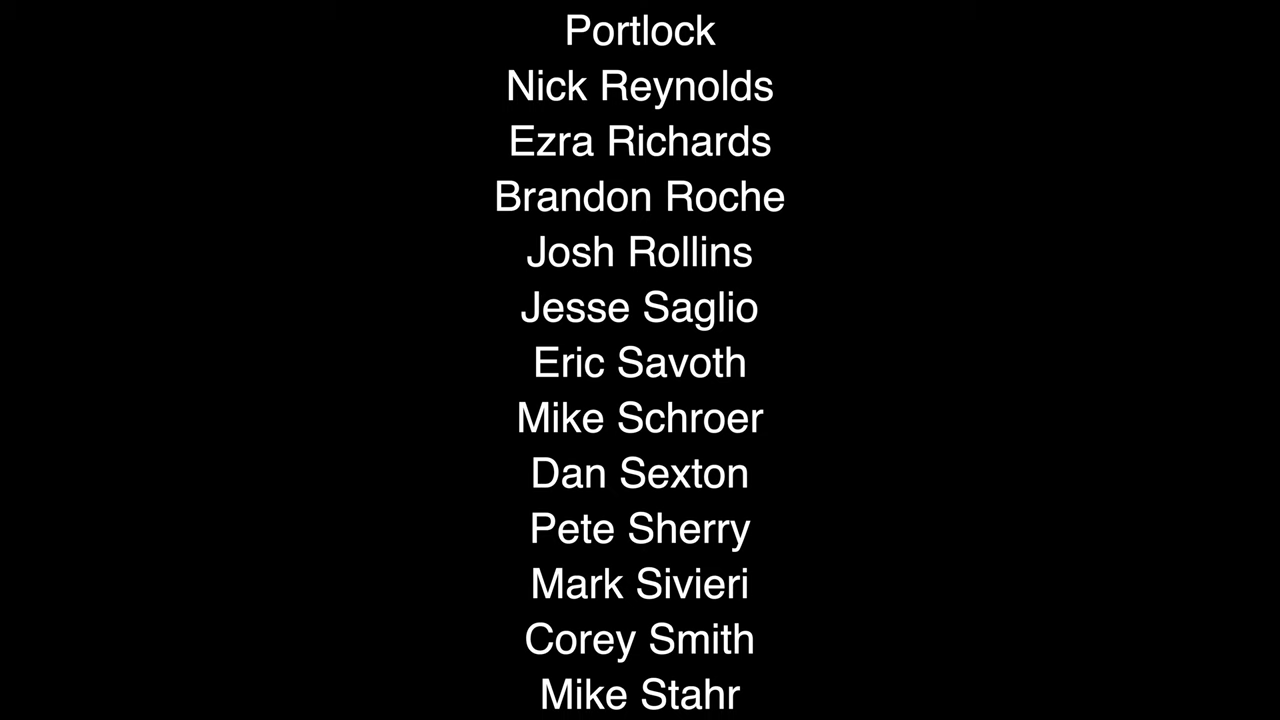 Portlock
Nick Reynolds
Ezra Richards
Brandon Roche
Josh Rollins
Jesse Saglio
Eric Savoth
Mike Schroer
Dan Sexton
Pete Sherry
Mark Sivieri
Corey Smith
Mike Stahr